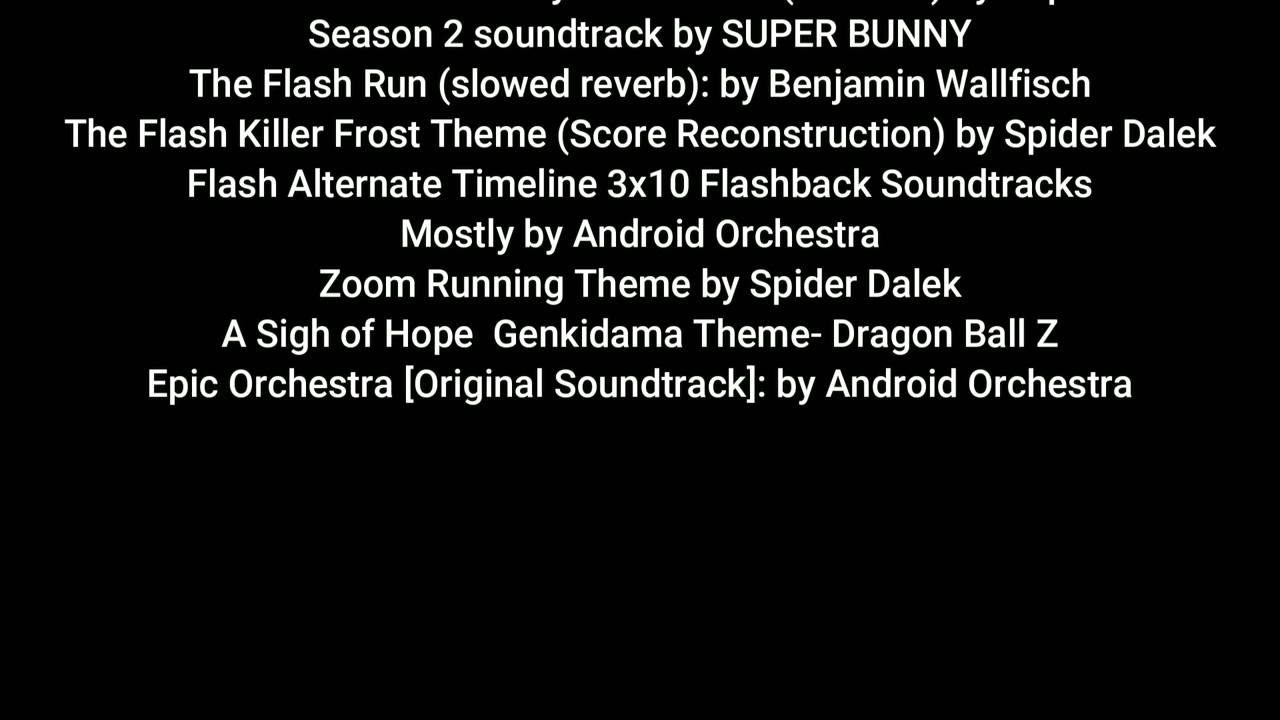 Season 2 soundtrack by SUPER BUNNY
The Flash Run (slowed reverb): by Benjamin Wallfisch
The Flash Killer Frost Theme (Score Reconstruction) by Spider Dalek
Flash Alternate Timeline 3x10 Flashback Soundtracks
Mostly by Android Orchestra
Zoom Running Theme by Spider Dalek
A Sigh of Hope  Genkidama Theme- Dragon Ball Z
Epic Orchestra [Original Soundtrack]: by Android Orchestra